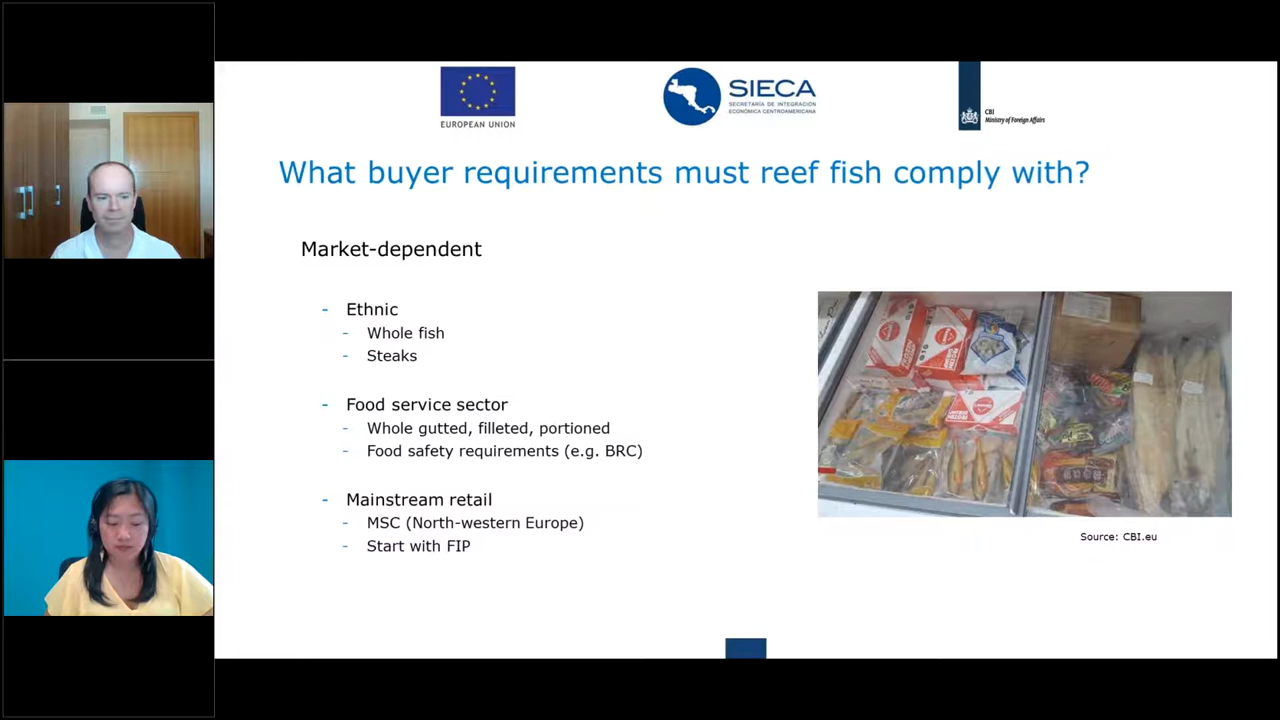 EUROPEAN UNION
SIECA
SECRETARÍA DE INTEGRACIÓN
ECONÓMICA CENTROAMERICANA
CBI
Ministry of Foreign Affairs
What buyer requirements must reef fish comply with?
Market-dependent
- Ethnic
- Whole fish
- Steaks
- Food service sector
- Whole gutted, filleted, portioned
- Food safety requirements (e.g. BRC)
- Mainstream retail
- MSC (North-western Europe)
- Start with FIP
Source: CBI.eu